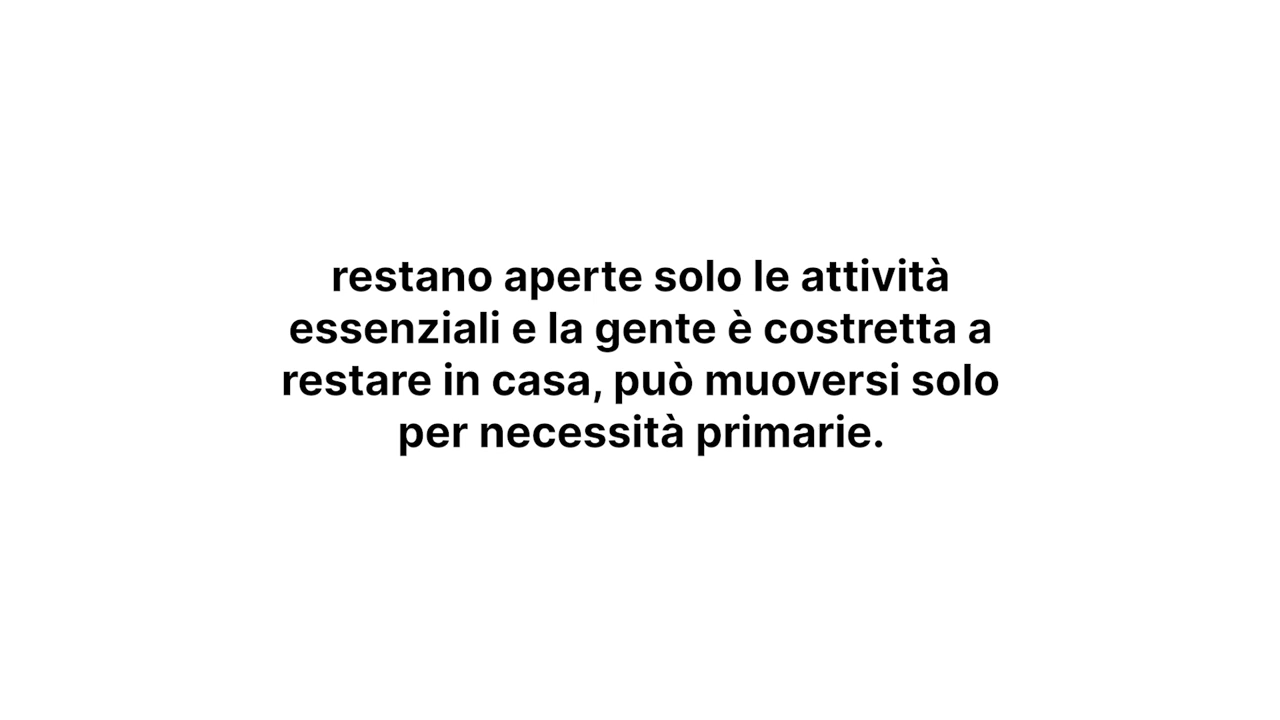 restano aperte solo le attività
essenziali e la gente è costretta a
restare in casa, può muoversi solo
per necessità primarie.